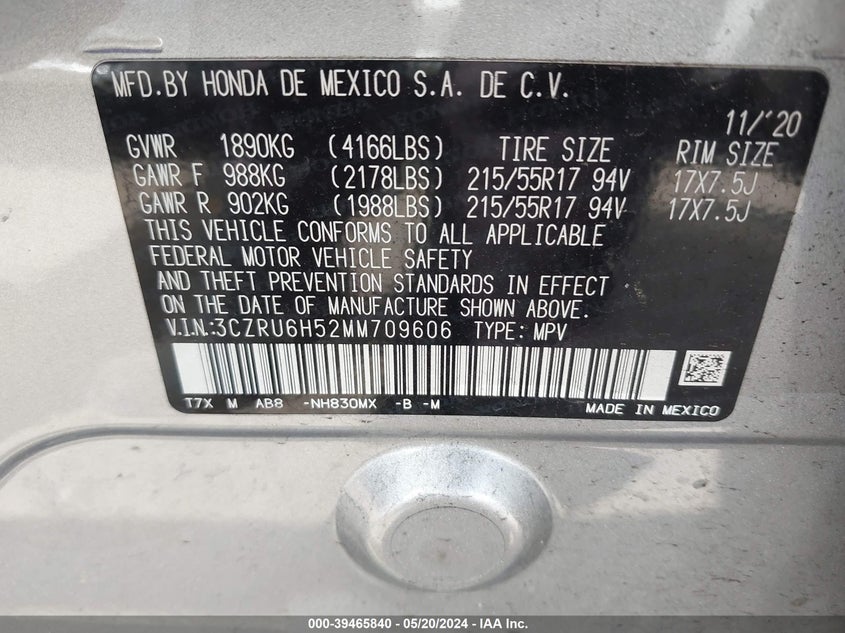 MFD.BY HONDA DE MEXICO S.A. DE C.V.
11/'20
GVWR 1890KG (4166LBS) TIRE SIZE RIM SIZE
GAWR F 988KG (2178LBS) 215/55R17 94V 17X7.5J
GAWR R 902KG (1988LBS) 215/55R17 94V 17X7.5J
THIS VEHICLE CONFORMS TO ALL APPLICABLE
FEDERAL MOTOR VEHICLE SAFETY
AND THEFT PREVENTION STANDARDS IN EFFECT
ON THE DATE OF MANUFACTURE SHOWN ABOVE.
V.I.N.:3CZRU6H52MM709606 TYPE: MPV
T7X M AB8 -NH830MX -B -M MADE IN MEXICO
000-39465840 - 05/20/2024 - IAA Inc.